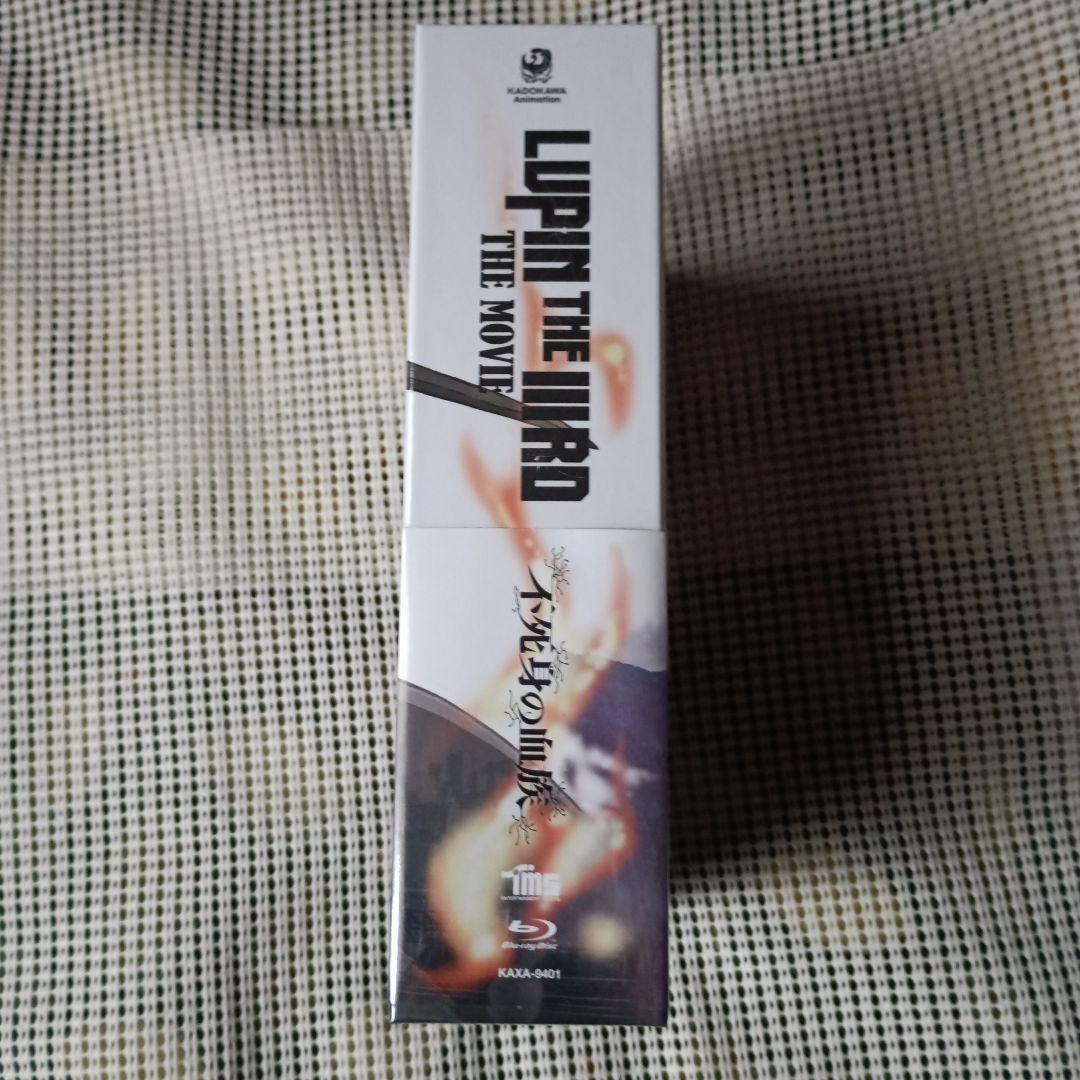 KADOKAWA
Animation
LUPIN THE IIIRD
THE MOVIE
不死身の血族
TMS
Blu-ray Disc
KAXA-9401